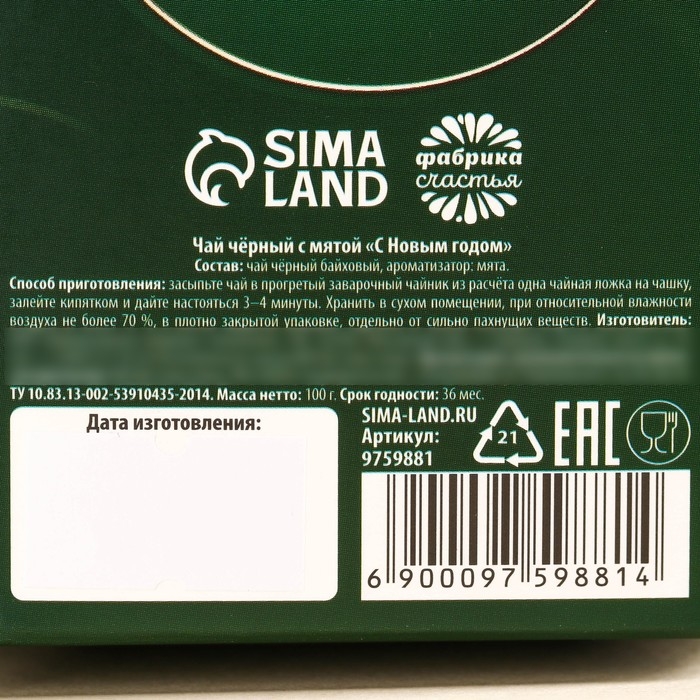 SIMA
LAND
фабрика
счастья
Чай чёрный с мятой «С Новым годом»
Состав: чай чёрный байховый, ароматизатор: мята.
Способ приготовления: засыпьте чай в прогретый заварочный чайник из расчёта одна чайная ложка на чашку,
залейте кипятком и дайте настояться 3–4 минуты. Хранить в сухом помещении, при относительной влажности
воздуха не более 70 %, в плотно закрытой упаковке, отдельно от сильно пахнущих веществ. Изготовитель:
ТУ 10.83.13-002-53910435-2014. Масса нетто: 100 г. Срок годности: 36 мес.
Дата изготовления:
SIMA-LAND.RU
Артикул:
9759881
21
EAC
6 900097 598814